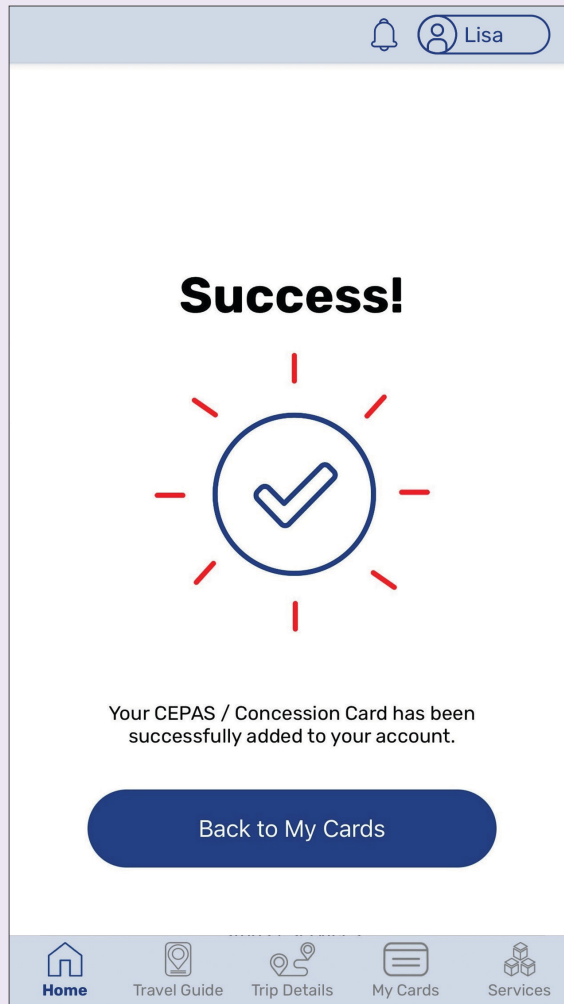 Lisa
Success!
Your CEPAS / Concession Card has been
successfully added to your account.
Back to My Cards
Home Travel Guide Trip Details My Cards Services